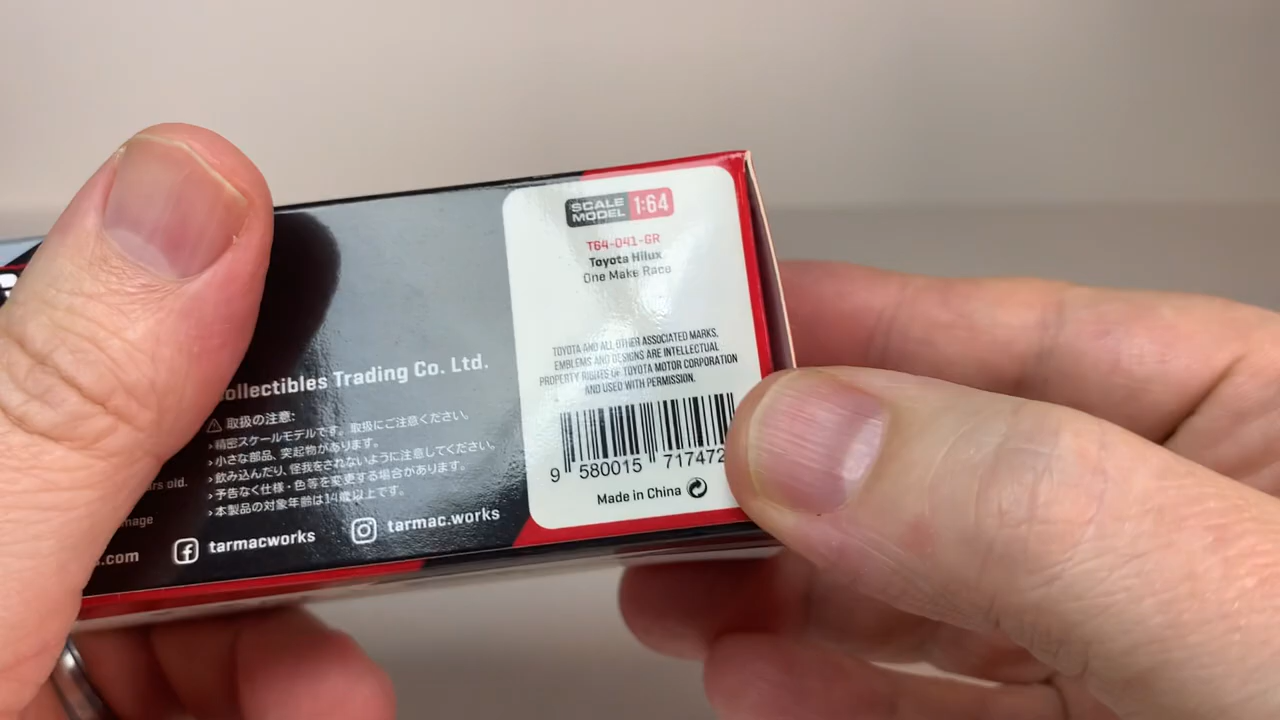 ollectibles Trading Co. Ltd.
取扱の注意:
›精密スケールモデルです。取扱にご注意ください。
›小さな部品、突起物があります。
›飲み込んだり、怪我をされないように注意してください。
›予告なく仕様・色等を変更する場合があります。
›本製品の対象年齢は14歳以上です。
rs old.
mage
.com
tarmacworks
tarmac.works
SCALE
MODEL 1:64
T64-041-GR
Toyota Hilux
One Make Race
TOYOTA AND ALL OTHER ASSOCIATED MARKS,
EMBLEMS AND DESIGNS ARE INTELLECTUAL
PROPERTY RIGHTS OF TOYOTA MOTOR CORPORATION
AND USED WITH PERMISSION.
9 580015 717472
Made in China